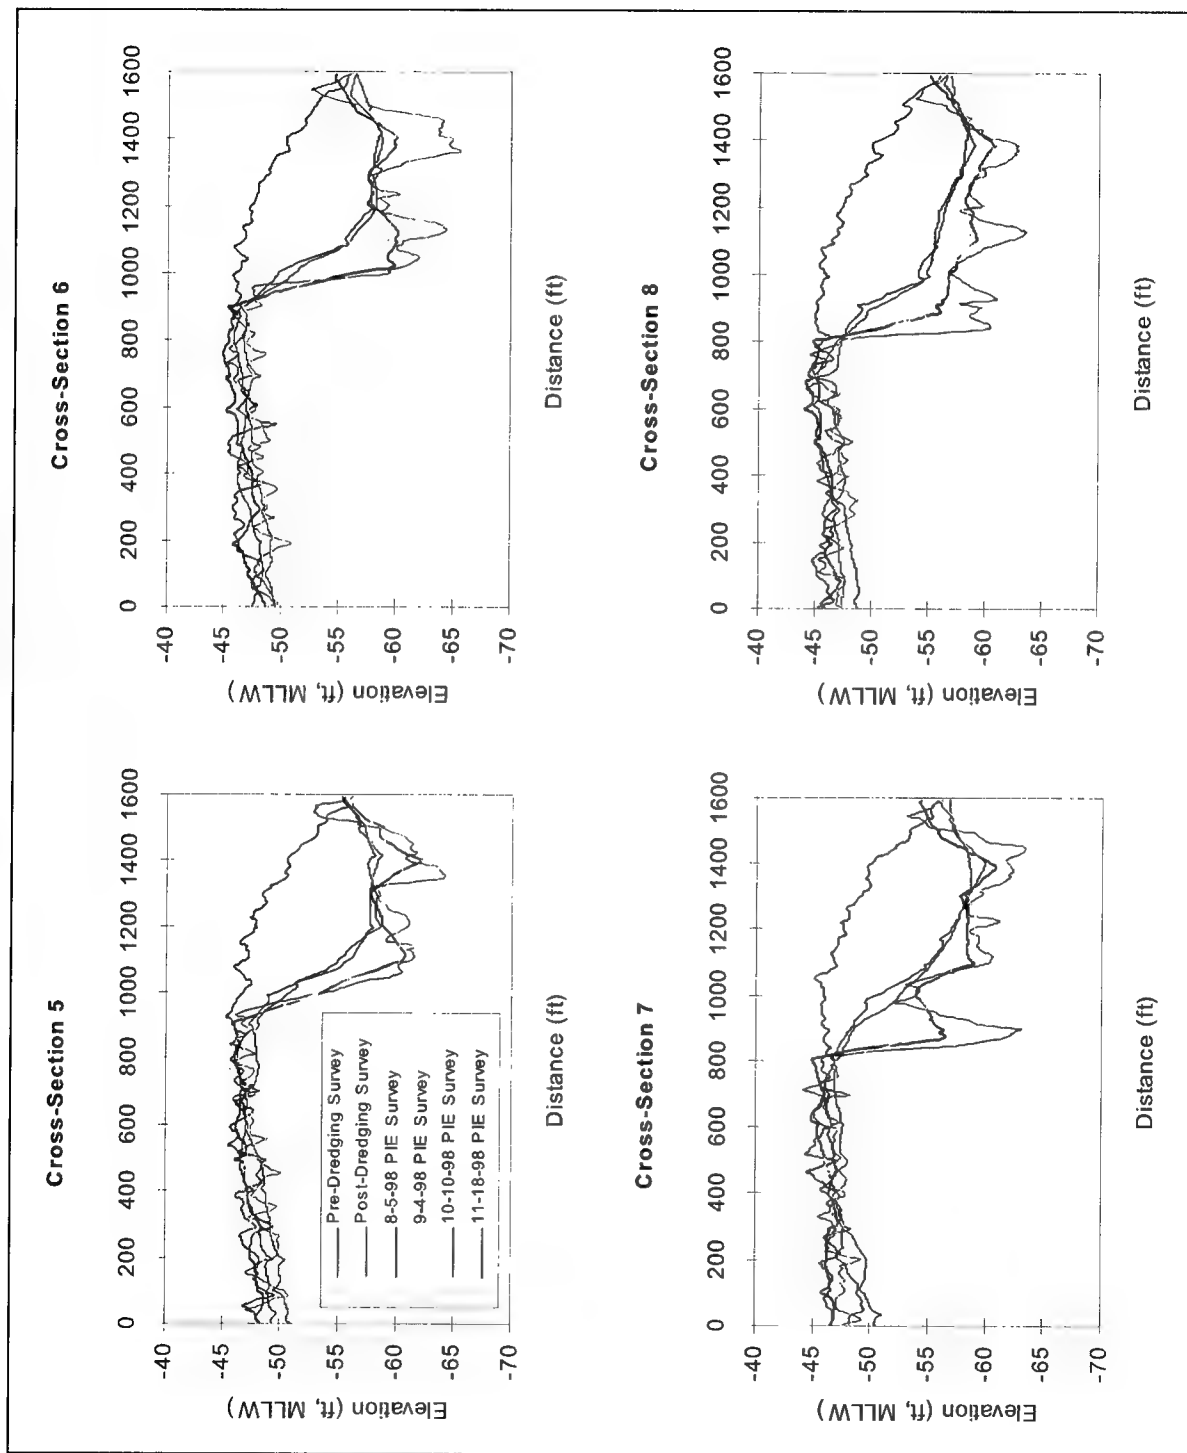 Cross-Section 5
0 200 400 600 800 1000 1200 1400 1600
-40
-45
-50
-55
-60
-65
-70
Elevation (ft, MLLW)
Pre-Dredging Survey
Post-Dredging Survey
8-5-98 PIE Survey
9-4-98 PIE Survey
10-10-98 PIE Survey
11-18-98 PIE Survey
Distance (ft)
Cross-Section 6
0 200 400 600 800 1000 1200 1400 1600
-40
-45
-50
-55
-60
-65
-70
Elevation (ft, MLLW)
Distance (ft)
Cross-Section 7
0 200 400 600 800 1000 1200 1400 1600
-40
-45
-50
-55
-60
-65
-70
Elevation (ft, MLLW)
Distance (ft)
Cross-Section 8
0 200 400 600 800 1000 1200 1400 1600
-40
-45
-50
-55
-60
-65
-70
Elevation (ft, MLLW)
Distance (ft)